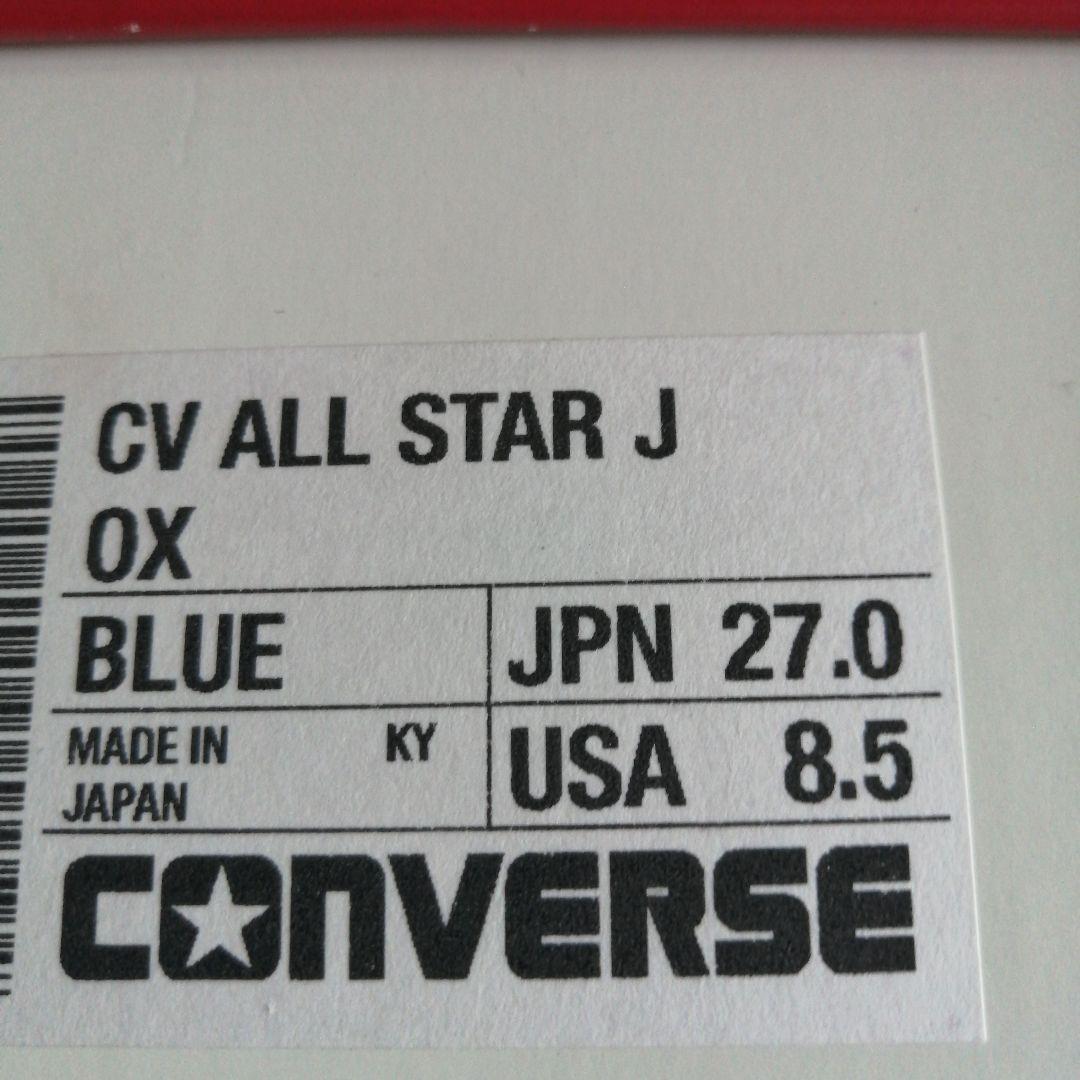 CV ALL STAR J
OX
BLUE
JPN 27.0
MADE IN KY
JAPAN
USA 8.5
CONVERSE